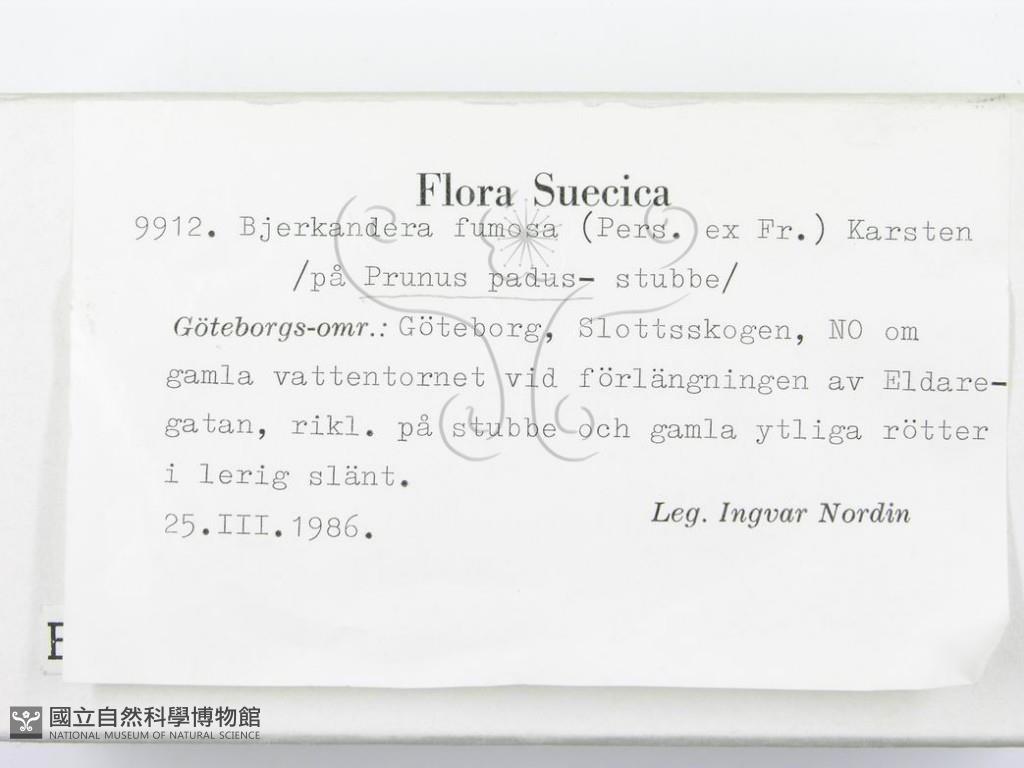 Flora Suecica
9912. Bjerkandera fumosa (Pers. ex Fr.) Karsten
/på Prunus padus- stubbe/
Göteborgs-omr.: Göteborg, Slottsskogen, NO om
gamla vattentornet vid förlängningen av Eldare-
gatan, rikl. på stubbe och gamla ytliga rötter
i lerig slänt.
25.III.1986.
Leg. Ingvar Nordin
國立自然科學博物館
NATIONAL MUSEUM OF NATURAL SCIENCE